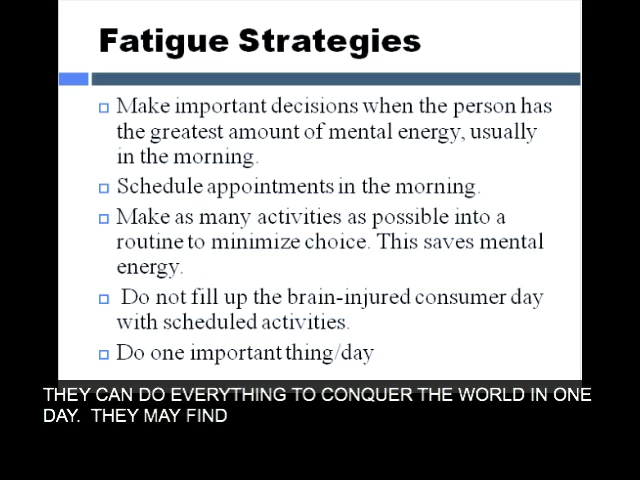 Fatigue Strategies
Make important decisions when the person has
the greatest amount of mental energy, usually
in the morning.
Schedule appointments in the morning.
Make as many activities as possible into a
routine to minimize choice. This saves mental
energy.
Do not fill up the brain-injured consumer day
with scheduled activities.
Do one important thing/day
THEY CAN DO EVERYTHING TO CONQUER THE WORLD IN ONE
DAY.  THEY MAY FIND